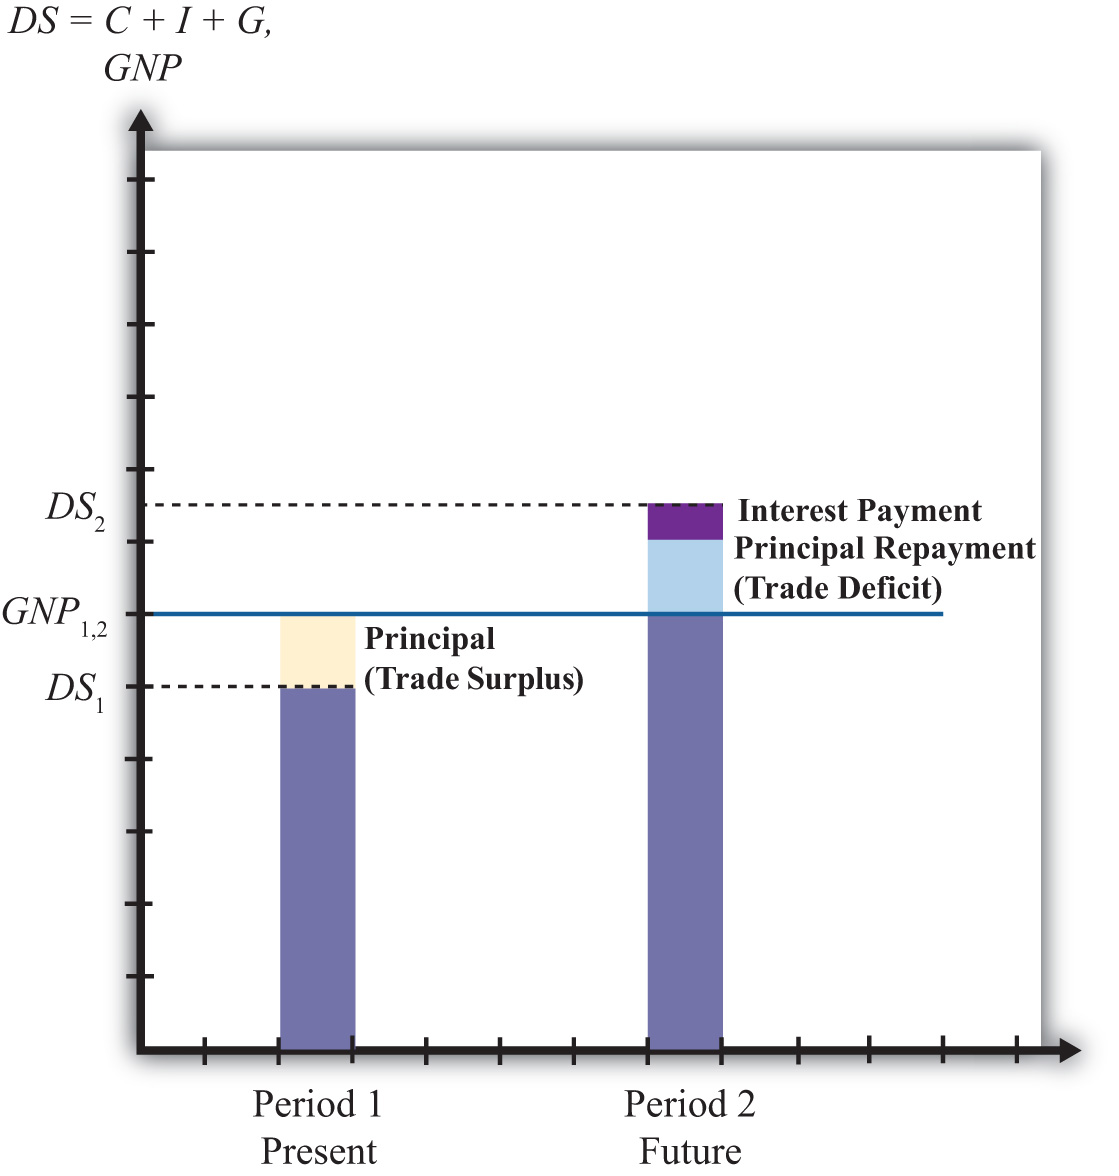 DS = C + I + G,
GNP
DS2
Interest Payment
Principal Repayment
(Trade Deficit)
GNP1,2
Principal
(Trade Surplus)
DS1
Period 1
Present
Period 2
Future